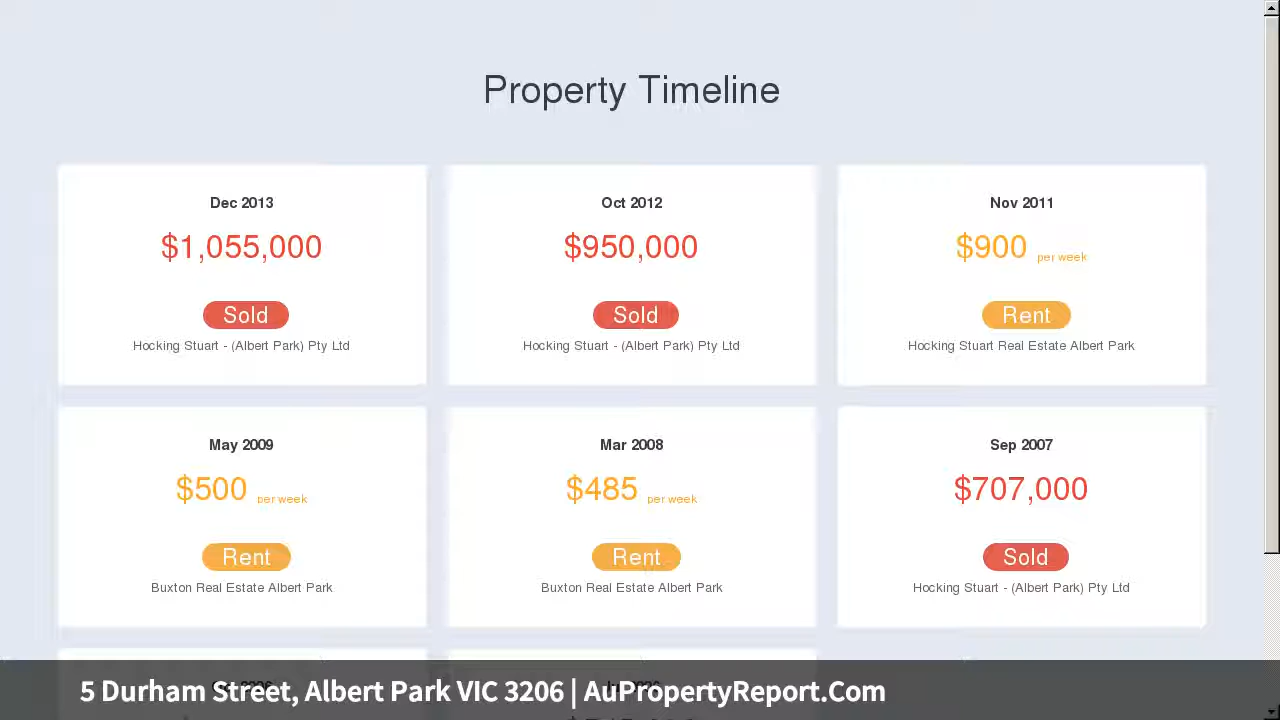 Property Timeline
Dec 2013
$1,055,000
Sold
Hocking Stuart - (Albert Park) Pty Ltd
Oct 2012
$950,000
Sold
Hocking Stuart - (Albert Park) Pty Ltd
Nov 2011
$900 per week
Rent
Hocking Stuart Real Estate Albert Park
May 2009
$500 per week
Rent
Buxton Real Estate Albert Park
Mar 2008
$485 per week
Rent
Buxton Real Estate Albert Park
Sep 2007
$707,000
Sold
Hocking Stuart - (Albert Park) Pty Ltd
5 Durham Street, Albert Park VIC 3206 | AuPropertyReport.Com